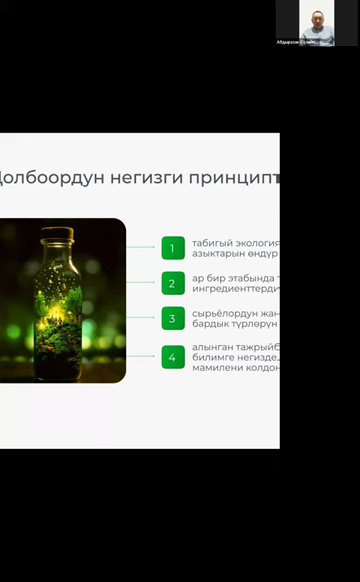 Долбоордун негизги принцип
1
табигый экология
азыктарын өндүр
2
ар бир этабында
ингредиенттерди
3
сырьёлордун жан
бардык түрлөрүн
4
алынган тажрыйб
билимге негизде
мамилени колдон